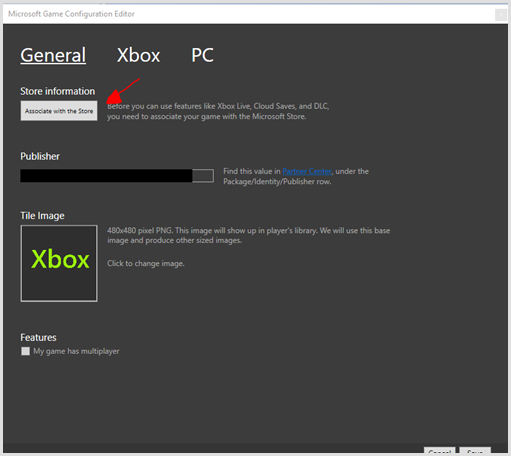 Microsoft Game Configuration Editor
General Xbox PC
Store information
Associate with the Store
Before you can use features like Xbox Live, Cloud Saves, and DLC,
you need to associate your game with the Microsoft Store.
Publisher
Find this value in Partner Center, under the
Package/Identity/Publisher row.
Tile Image
Xbox
480x480 pixel PNG. This image will show up in player's library. We will use this base
image and produce other sized images.
Click to change image.
Features
My game has multiplayer
Cancel Save